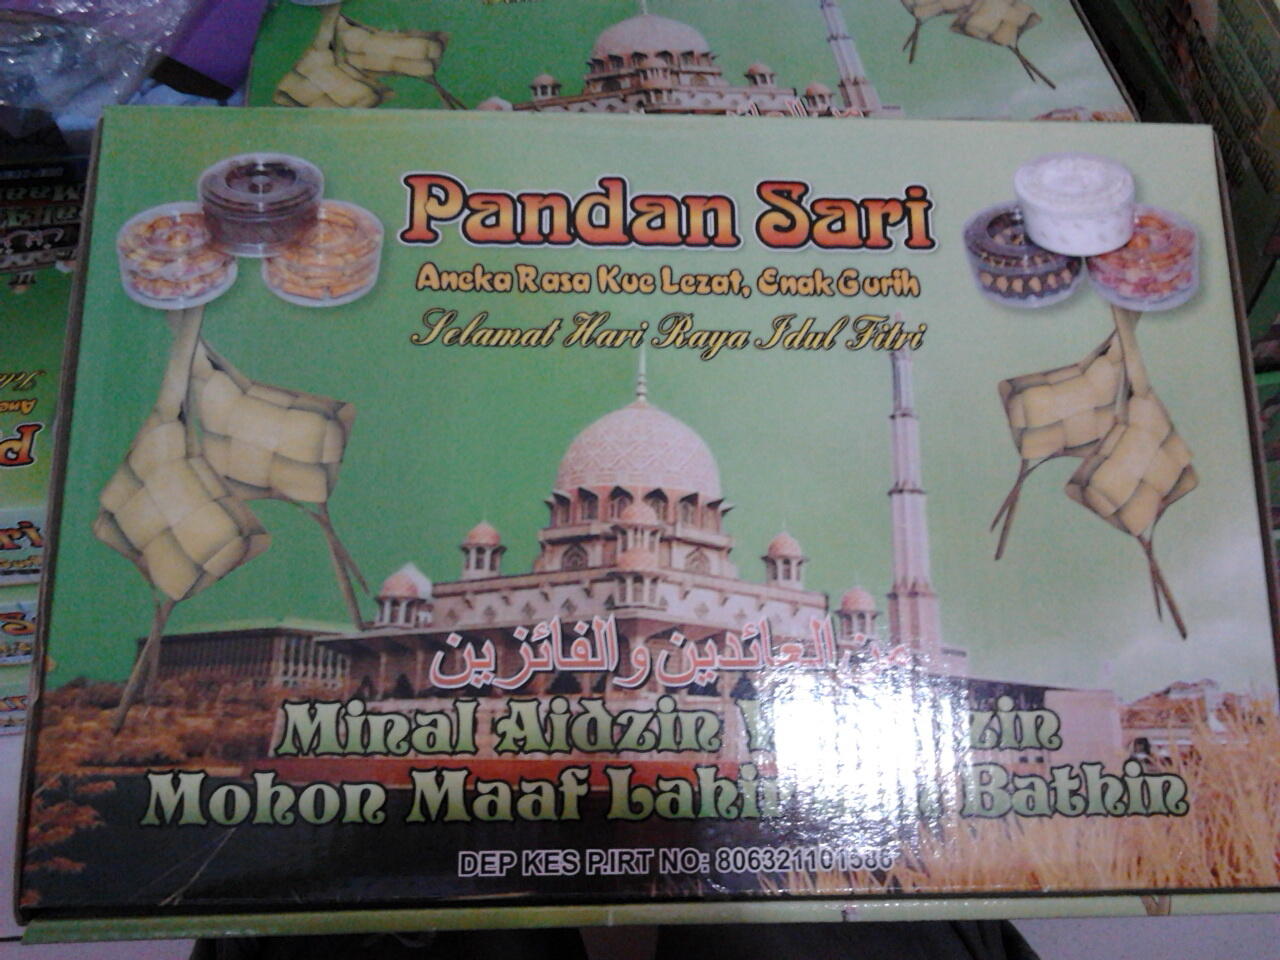 Pandan Sari
Aneka Rasa Kue Lezat, Enak Gurih
Selamat Hari Raya Idul Fitri
من العائدين والفائزين
Minal Aidzin
Mohon Maaf Bathin
DEP KES P.IRT NO: 806321101586